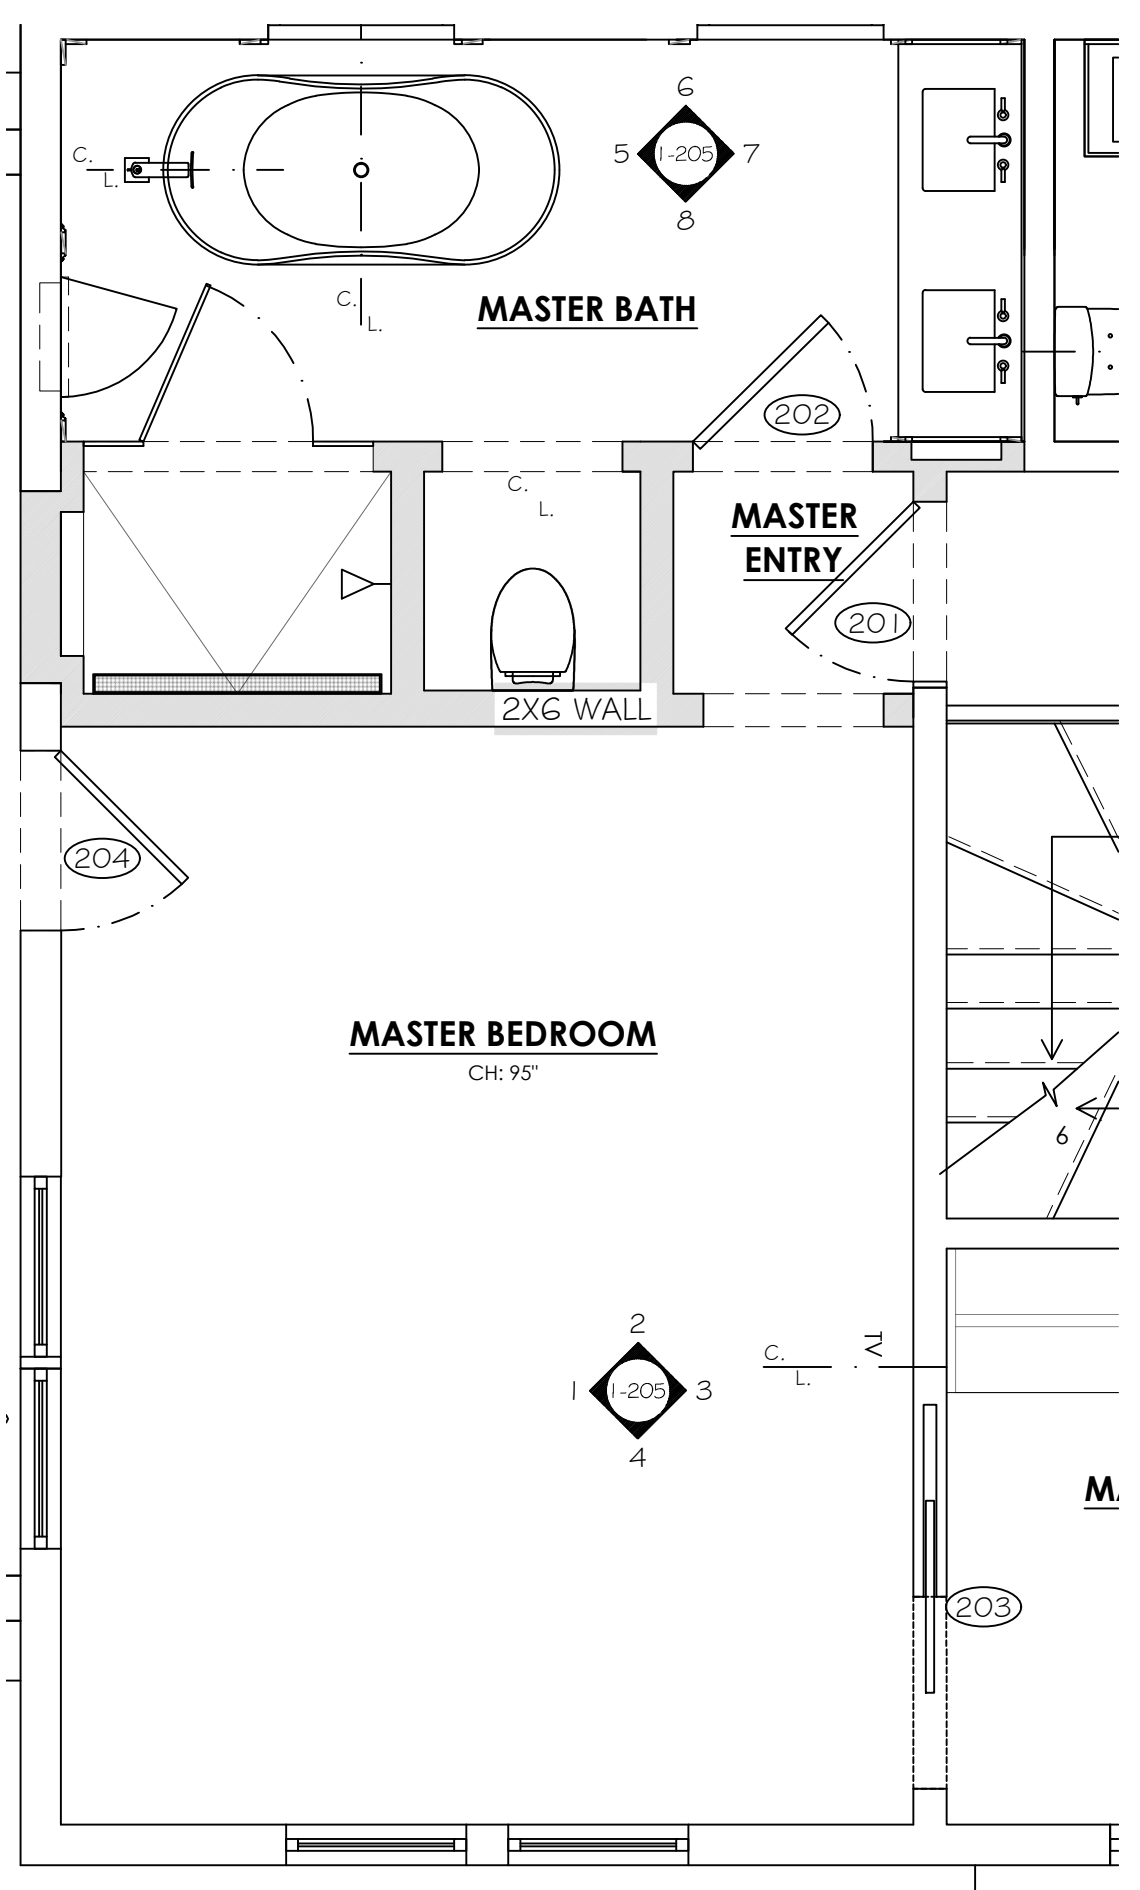 6
5 1-205 7
8
C.
L.
C.
L.
MASTER BATH
202
C.
L.
MASTER
ENTRY
201
2X6 WALL
204
MASTER BEDROOM
CH: 95"
6
2
1 1-205 3
4
C.
L.
TV
203